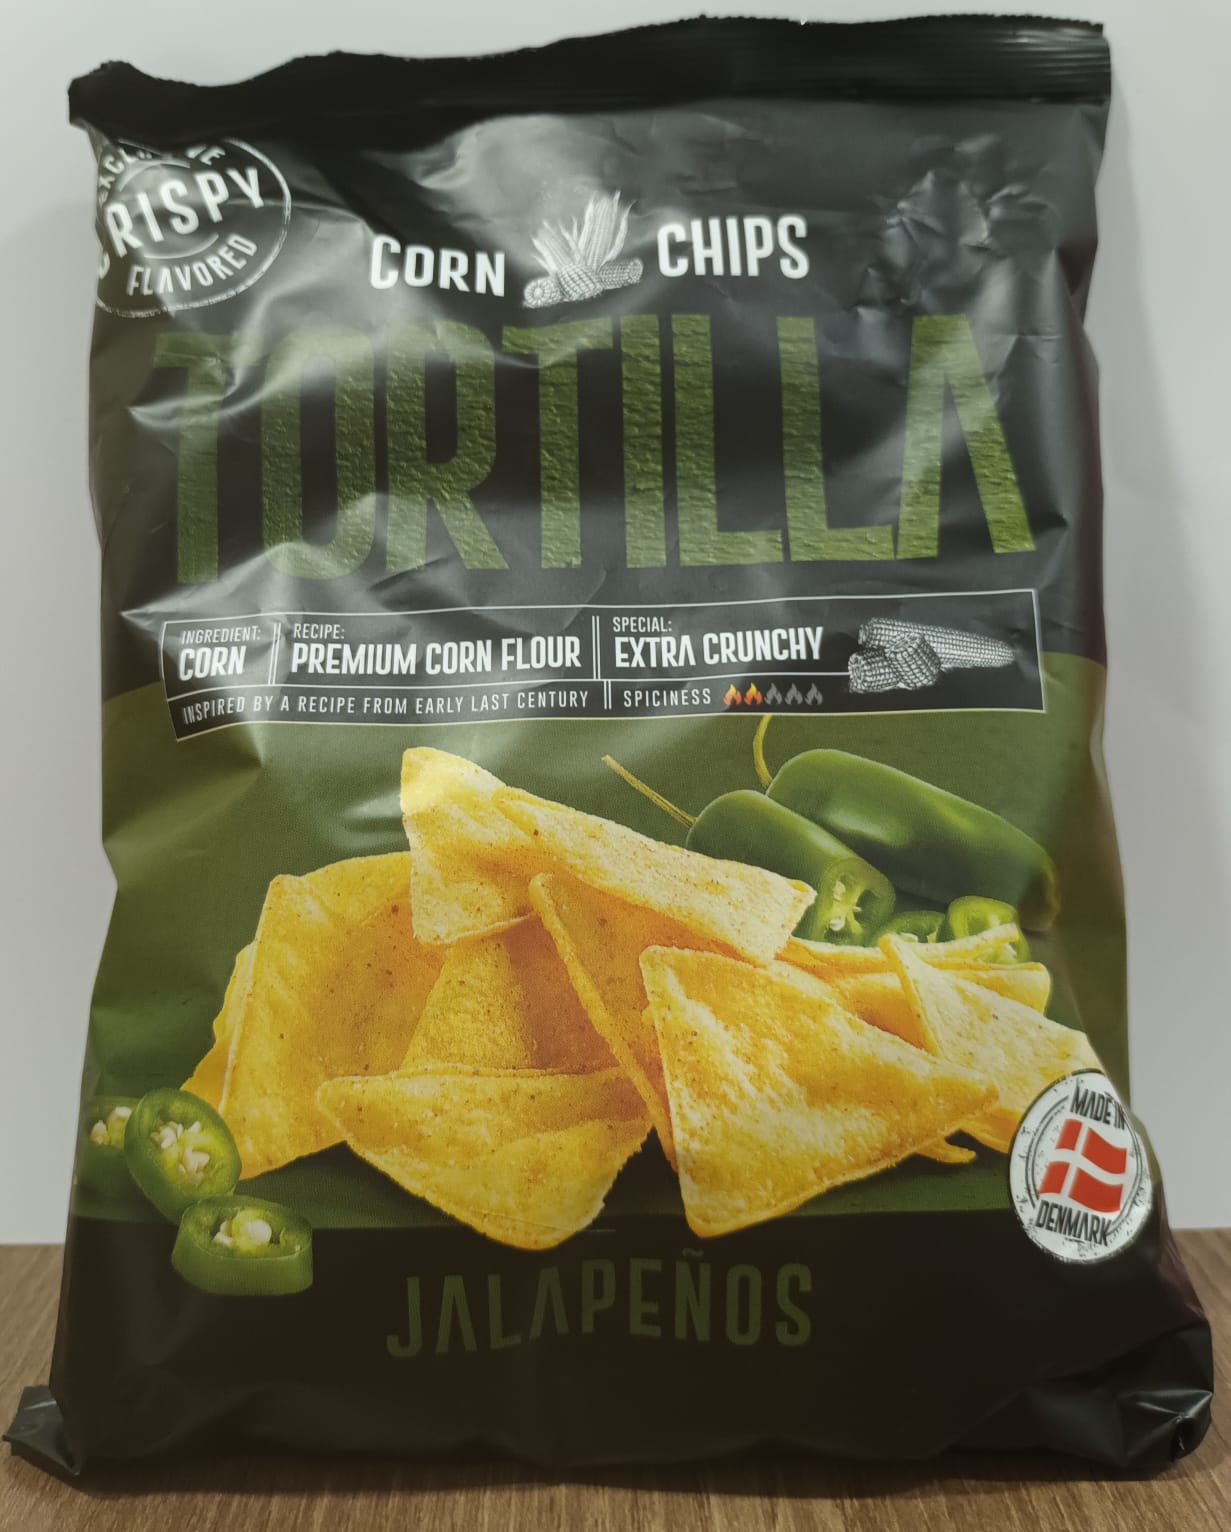 EXCLUSIVE
CRISPY
FLAVORED
CORN CHIPS
TORTILLA
INGREDIENT:
CORN
RECIPE:
PREMIUM CORN FLOUR
SPECIAL:
EXTRA CRUNCHY
INSPIRED BY A RECIPE FROM EARLY LAST CENTURY
SPICINESS
MADE IN
DENMARK
JALAPEÑOS